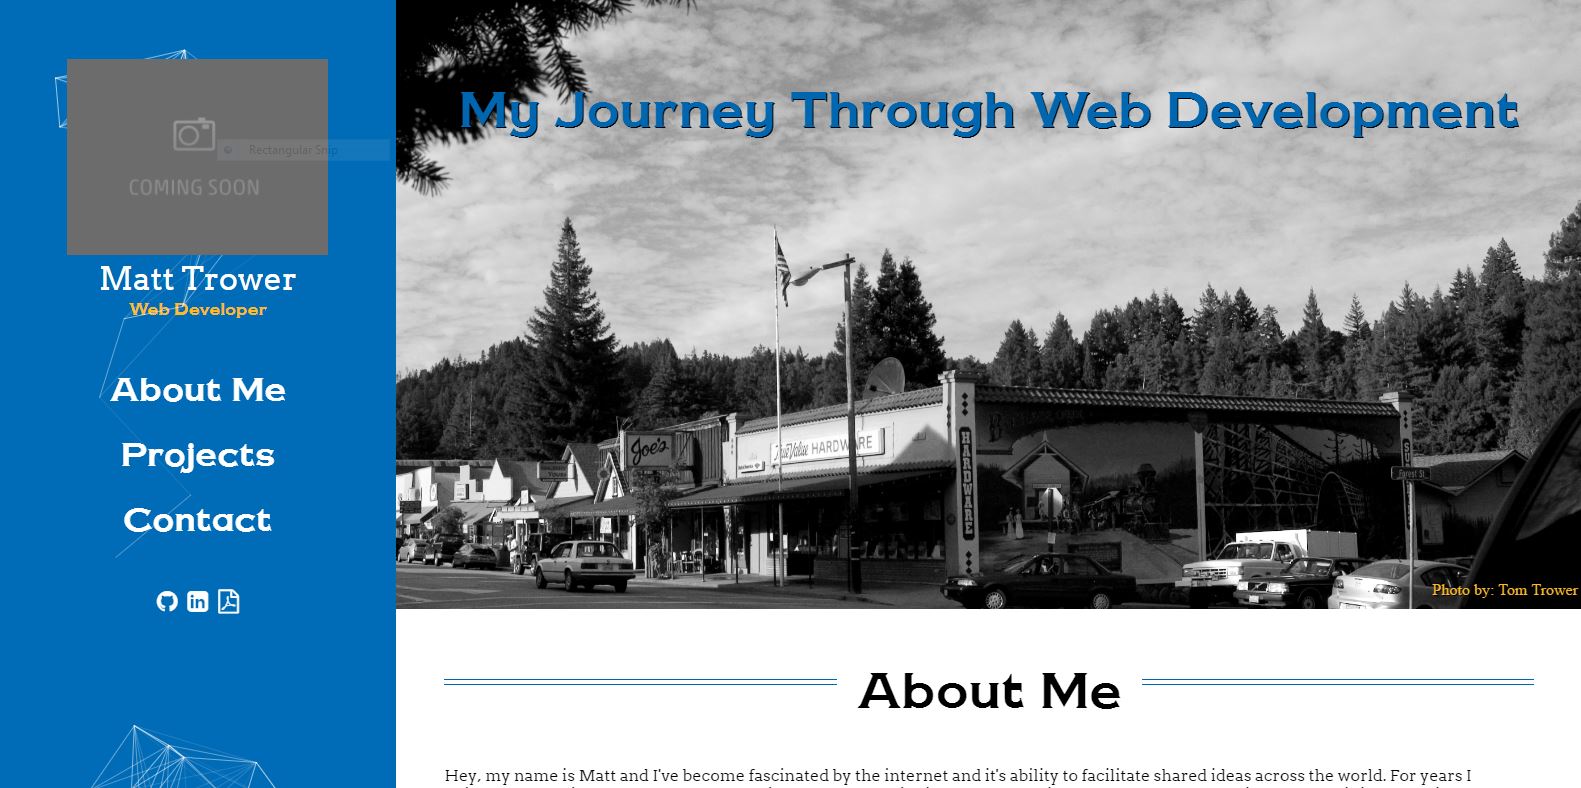 COMING SOON
Rectangular Snip
Matt Trower
Web Developer
About Me
Projects
Contact
My Journey Through Web Development
Joe's
True Value HARDWARE
HARDWARE
Forest St
Photo by: Tom Trower
About Me
Hey, my name is Matt and I've become fascinated by the internet and it's ability to facilitate shared ideas across the world. For years I